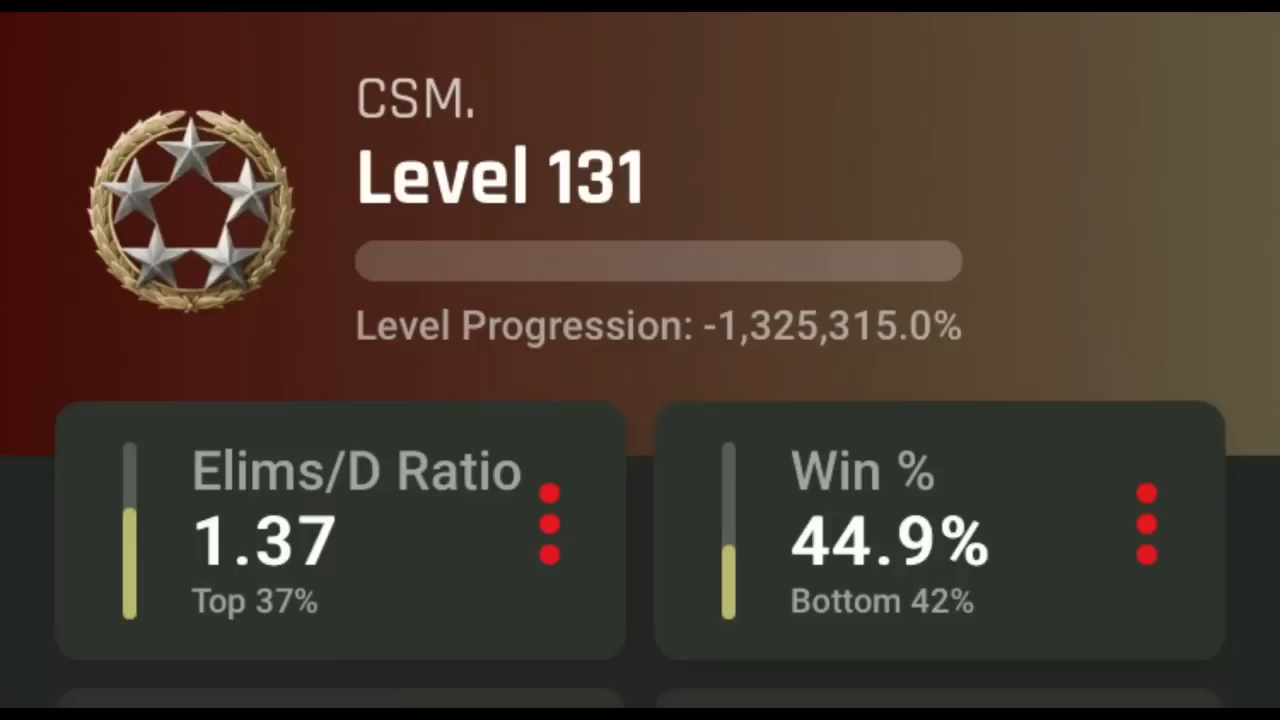 CSM.
Level 131
Level Progression: -1,325,315.0%
Elims/D Ratio
1.37
Top 37%
Win %
44.9%
Bottom 42%